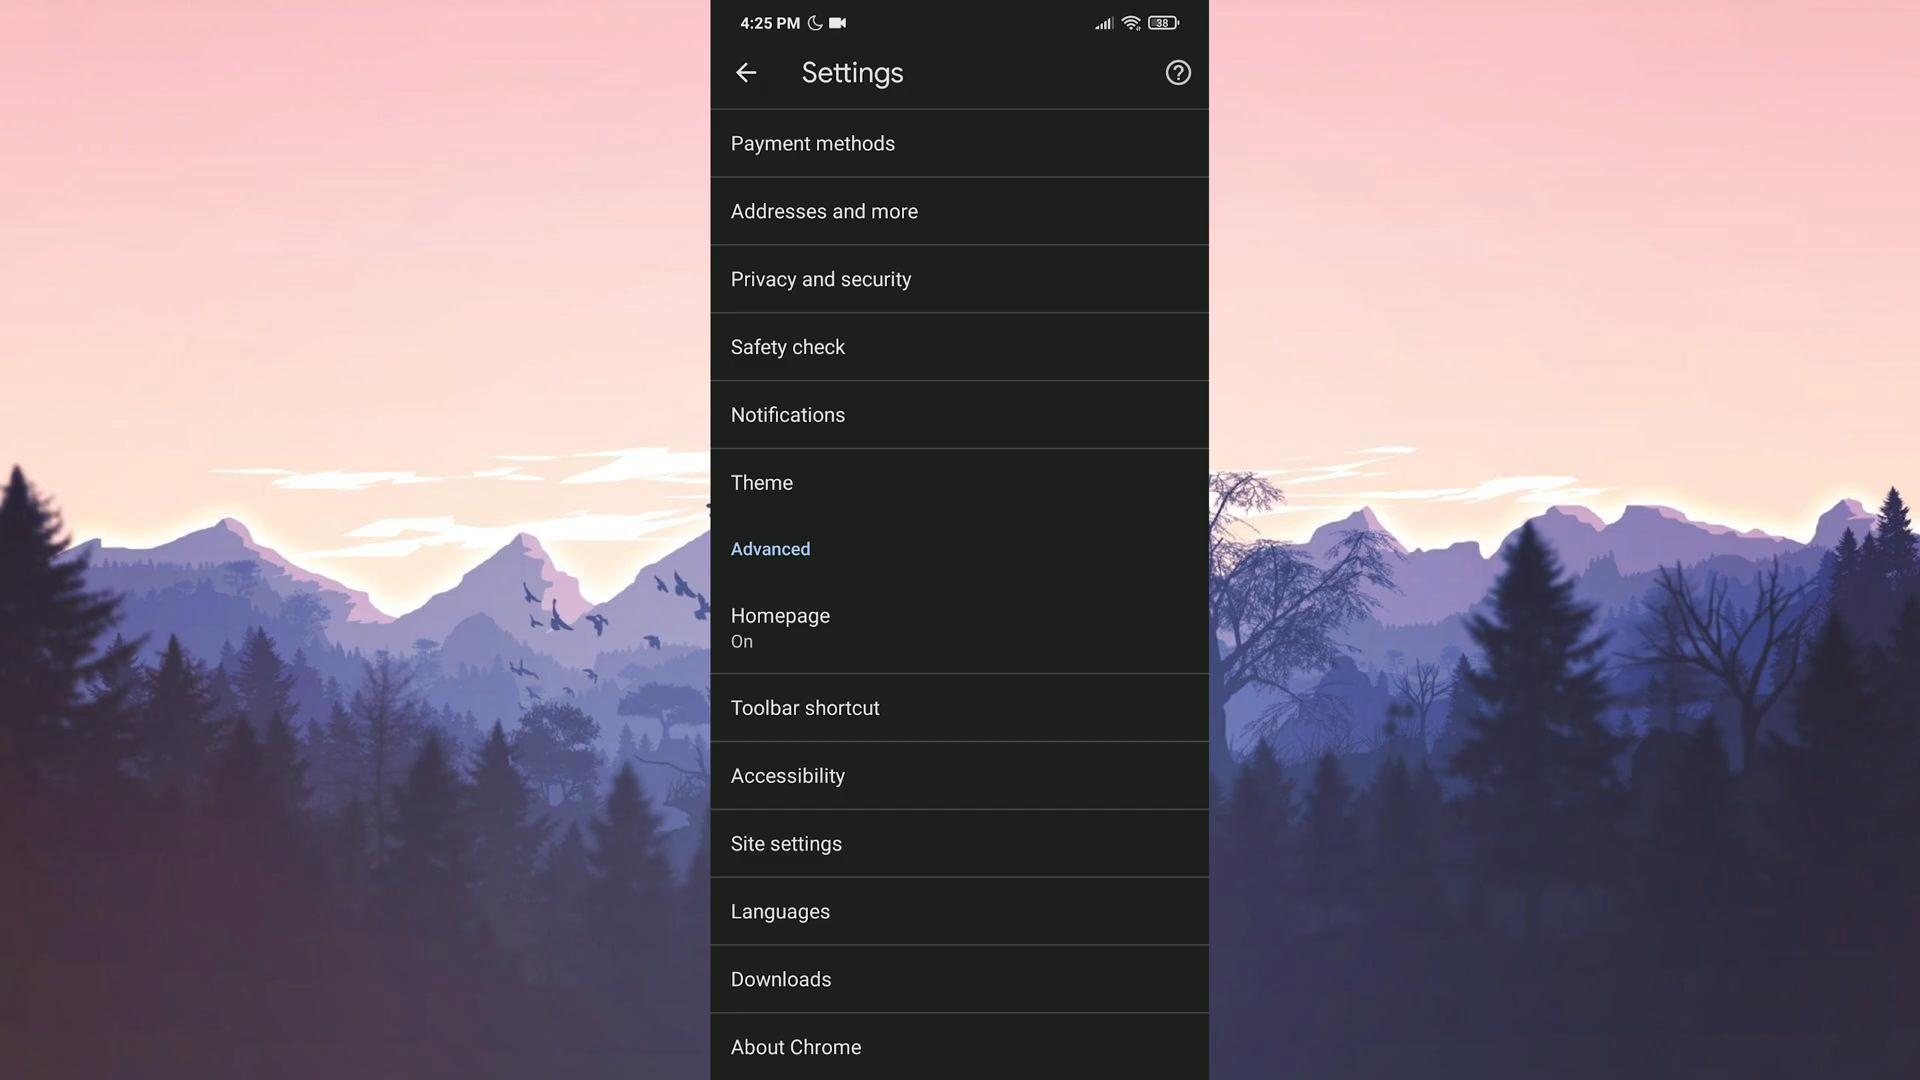 4:25 PM
38
Settings
Payment methods
Addresses and more
Privacy and security
Safety check
Notifications
Theme
Advanced
Homepage
On
Toolbar shortcut
Accessibility
Site settings
Languages
Downloads
About Chrome